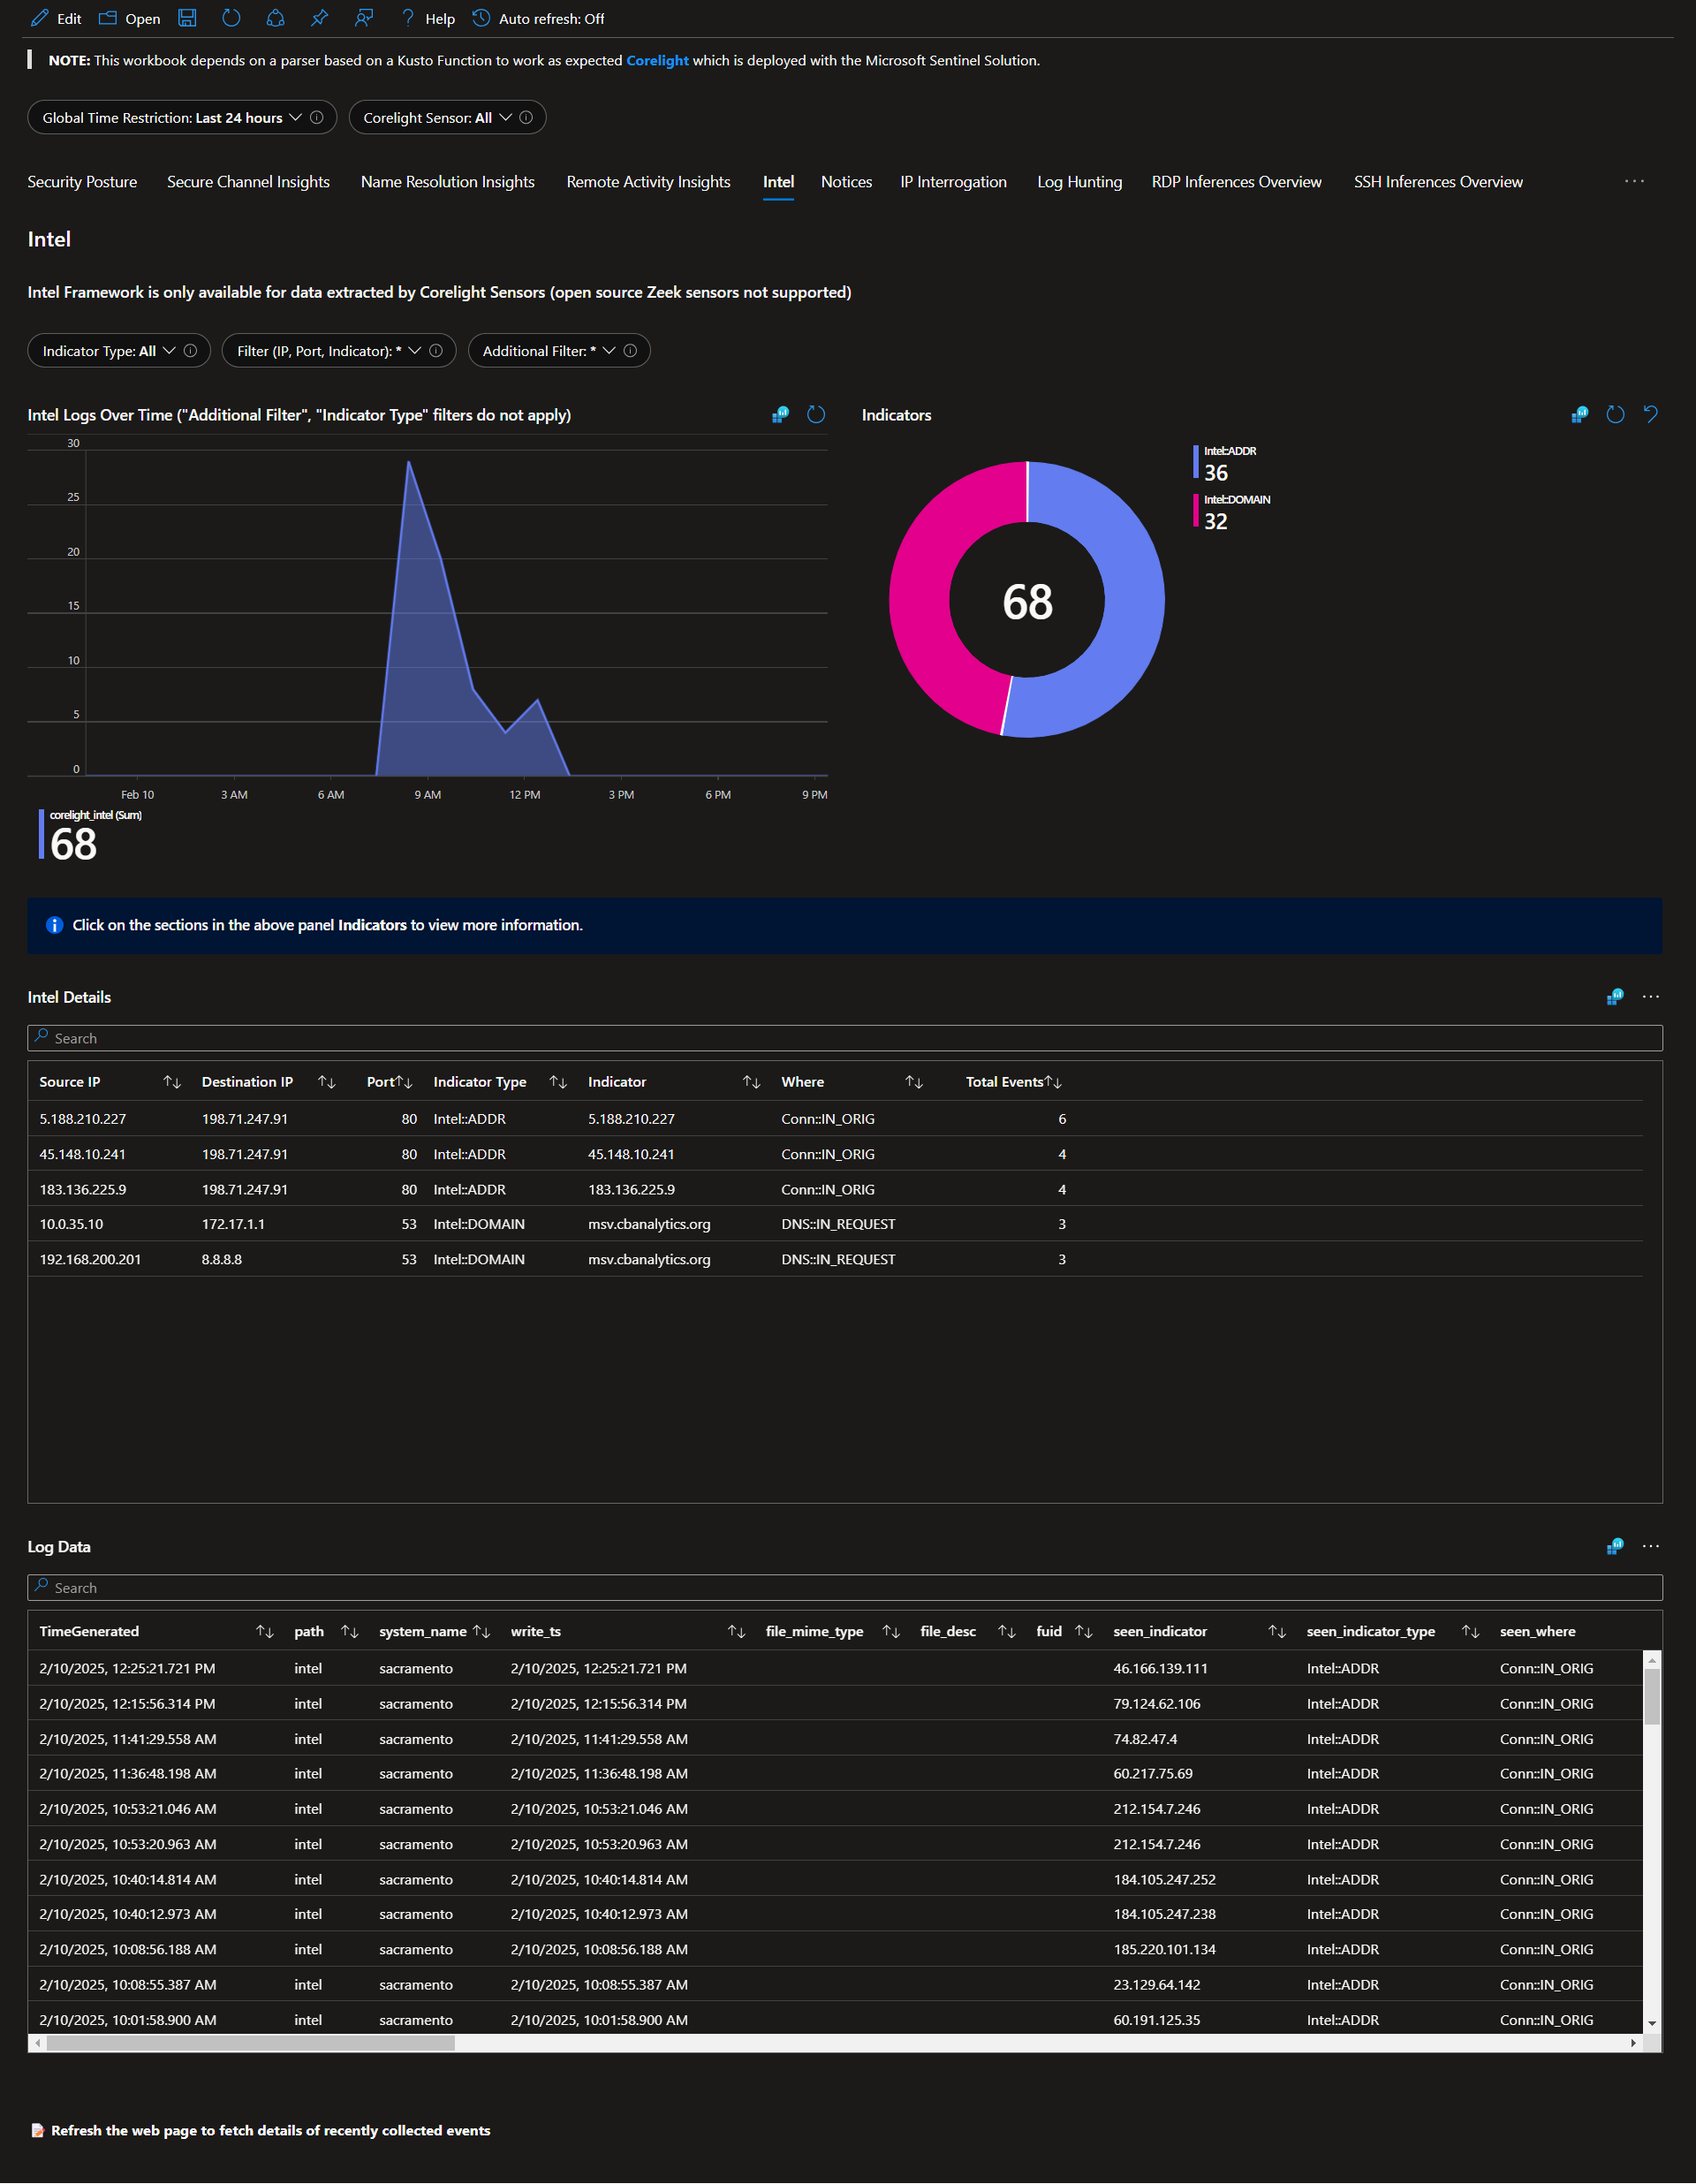 Edit Open Help Auto refresh: Off
NOTE: This workbook depends on a parser based on a Kusto Function to work as expected Corelight which is deployed with the Microsoft Sentinel Solution.
Global Time Restriction: Last 24 hours Corelight Sensor: All
Security Posture Secure Channel Insights Name Resolution Insights Remote Activity Insights Intel Notices IP Interrogation Log Hunting RDP Inferences Overview SSH Inferences Overview ...
Intel
Intel Framework is only available for data extracted by Corelight Sensors (open source Zeek sensors not supported)
Indicator Type: All Filter (IP, Port, Indicator): * Additional Filter: *
Intel Logs Over Time ("Additional Filter", "Indicator Type" filters do not apply)
30
25
20
15
10
5
0
Feb 10 3 AM 6 AM 9 AM 12 PM 3 PM 6 PM 9 PM
corelight_intel (Sum)
68
Indicators
68
Intel::ADDR
36
Intel::DOMAIN
32
Click on the sections in the above panel Indicators to view more information.
Intel Details
Search
Source IP Destination IP Port Indicator Type Indicator Where Total Events
5.188.210.227 198.71.247.91 80 Intel::ADDR 5.188.210.227 Conn::IN_ORIG 6
45.148.10.241 198.71.247.91 80 Intel::ADDR 45.148.10.241 Conn::IN_ORIG 4
183.136.225.9 198.71.247.91 80 Intel::ADDR 183.136.225.9 Conn::IN_ORIG 4
10.0.35.10 172.17.1.1 53 Intel::DOMAIN msv.cbanalytics.org DNS::IN_REQUEST 3
192.168.200.201 8.8.8.8 53 Intel::DOMAIN msv.cbanalytics.org DNS::IN_REQUEST 3
Log Data
Search
TimeGenerated path system_name write_ts file_mime_type file_desc fuid seen_indicator seen_indicator_type seen_where
2/10/2025, 12:25:21.721 PM intel sacramento 2/10/2025, 12:25:21.721 PM 46.166.139.111 Intel::ADDR Conn::IN_ORIG
2/10/2025, 12:15:56.314 PM intel sacramento 2/10/2025, 12:15:56.314 PM 79.124.62.106 Intel::ADDR Conn::IN_ORIG
2/10/2025, 11:41:29.558 AM intel sacramento 2/10/2025, 11:41:29.558 AM 74.82.47.4 Intel::ADDR Conn::IN_ORIG
2/10/2025, 11:36:48.198 AM intel sacramento 2/10/2025, 11:36:48.198 AM 60.217.75.69 Intel::ADDR Conn::IN_ORIG
2/10/2025, 10:53:21.046 AM intel sacramento 2/10/2025, 10:53:21.046 AM 212.154.7.246 Intel::ADDR Conn::IN_ORIG
2/10/2025, 10:53:20.963 AM intel sacramento 2/10/2025, 10:53:20.963 AM 212.154.7.246 Intel::ADDR Conn::IN_ORIG
2/10/2025, 10:40:14.814 AM intel sacramento 2/10/2025, 10:40:14.814 AM 184.105.247.252 Intel::ADDR Conn::IN_ORIG
2/10/2025, 10:40:12.973 AM intel sacramento 2/10/2025, 10:40:12.973 AM 184.105.247.238 Intel::ADDR Conn::IN_ORIG
2/10/2025, 10:08:56.188 AM intel sacramento 2/10/2025, 10:08:56.188 AM 185.220.101.134 Intel::ADDR Conn::IN_ORIG
2/10/2025, 10:08:55.387 AM intel sacramento 2/10/2025, 10:08:55.387 AM 23.129.64.142 Intel::ADDR Conn::IN_ORIG
2/10/2025, 10:01:58.900 AM intel sacramento 2/10/2025, 10:01:58.900 AM 60.191.125.35 Intel::ADDR Conn::IN_ORIG
Refresh the web page to fetch details of recently collected events